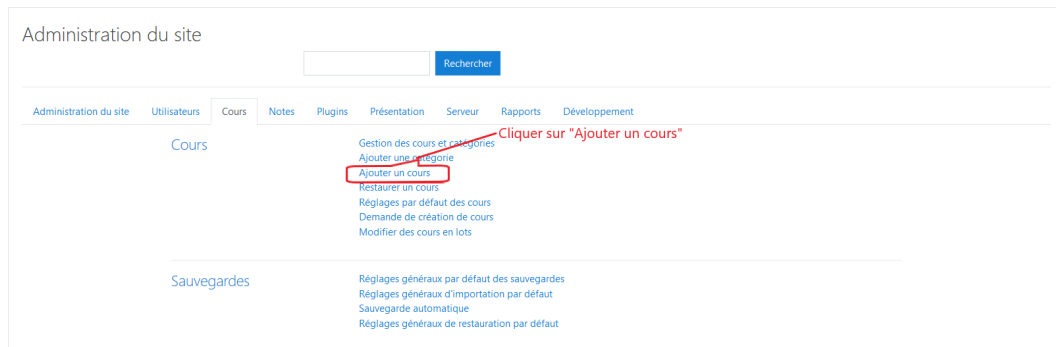 Administration du site
Rechercher
Administration du site Utilisateurs Cours Notes Plugins Présentation Serveur Rapports Développement
Cliquer sur "Ajouter un cours"
Cours
Gestion des cours et catégories
Ajouter une catégorie
Ajouter un cours
Restaurer un cours
Réglages par défaut des cours
Demande de création de cours
Modifier des cours en lots
Sauvegardes
Réglages généraux par défaut des sauvegardes
Réglages généraux d'importation par défaut
Sauvegarde automatique
Réglages généraux de restauration par défaut